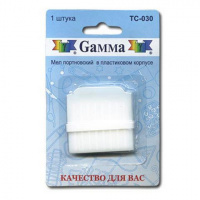 1 штука TC-030
Gamma
Мел портновский в пластиковом корпусе
КАЧЕСТВО ДЛЯ ВАС